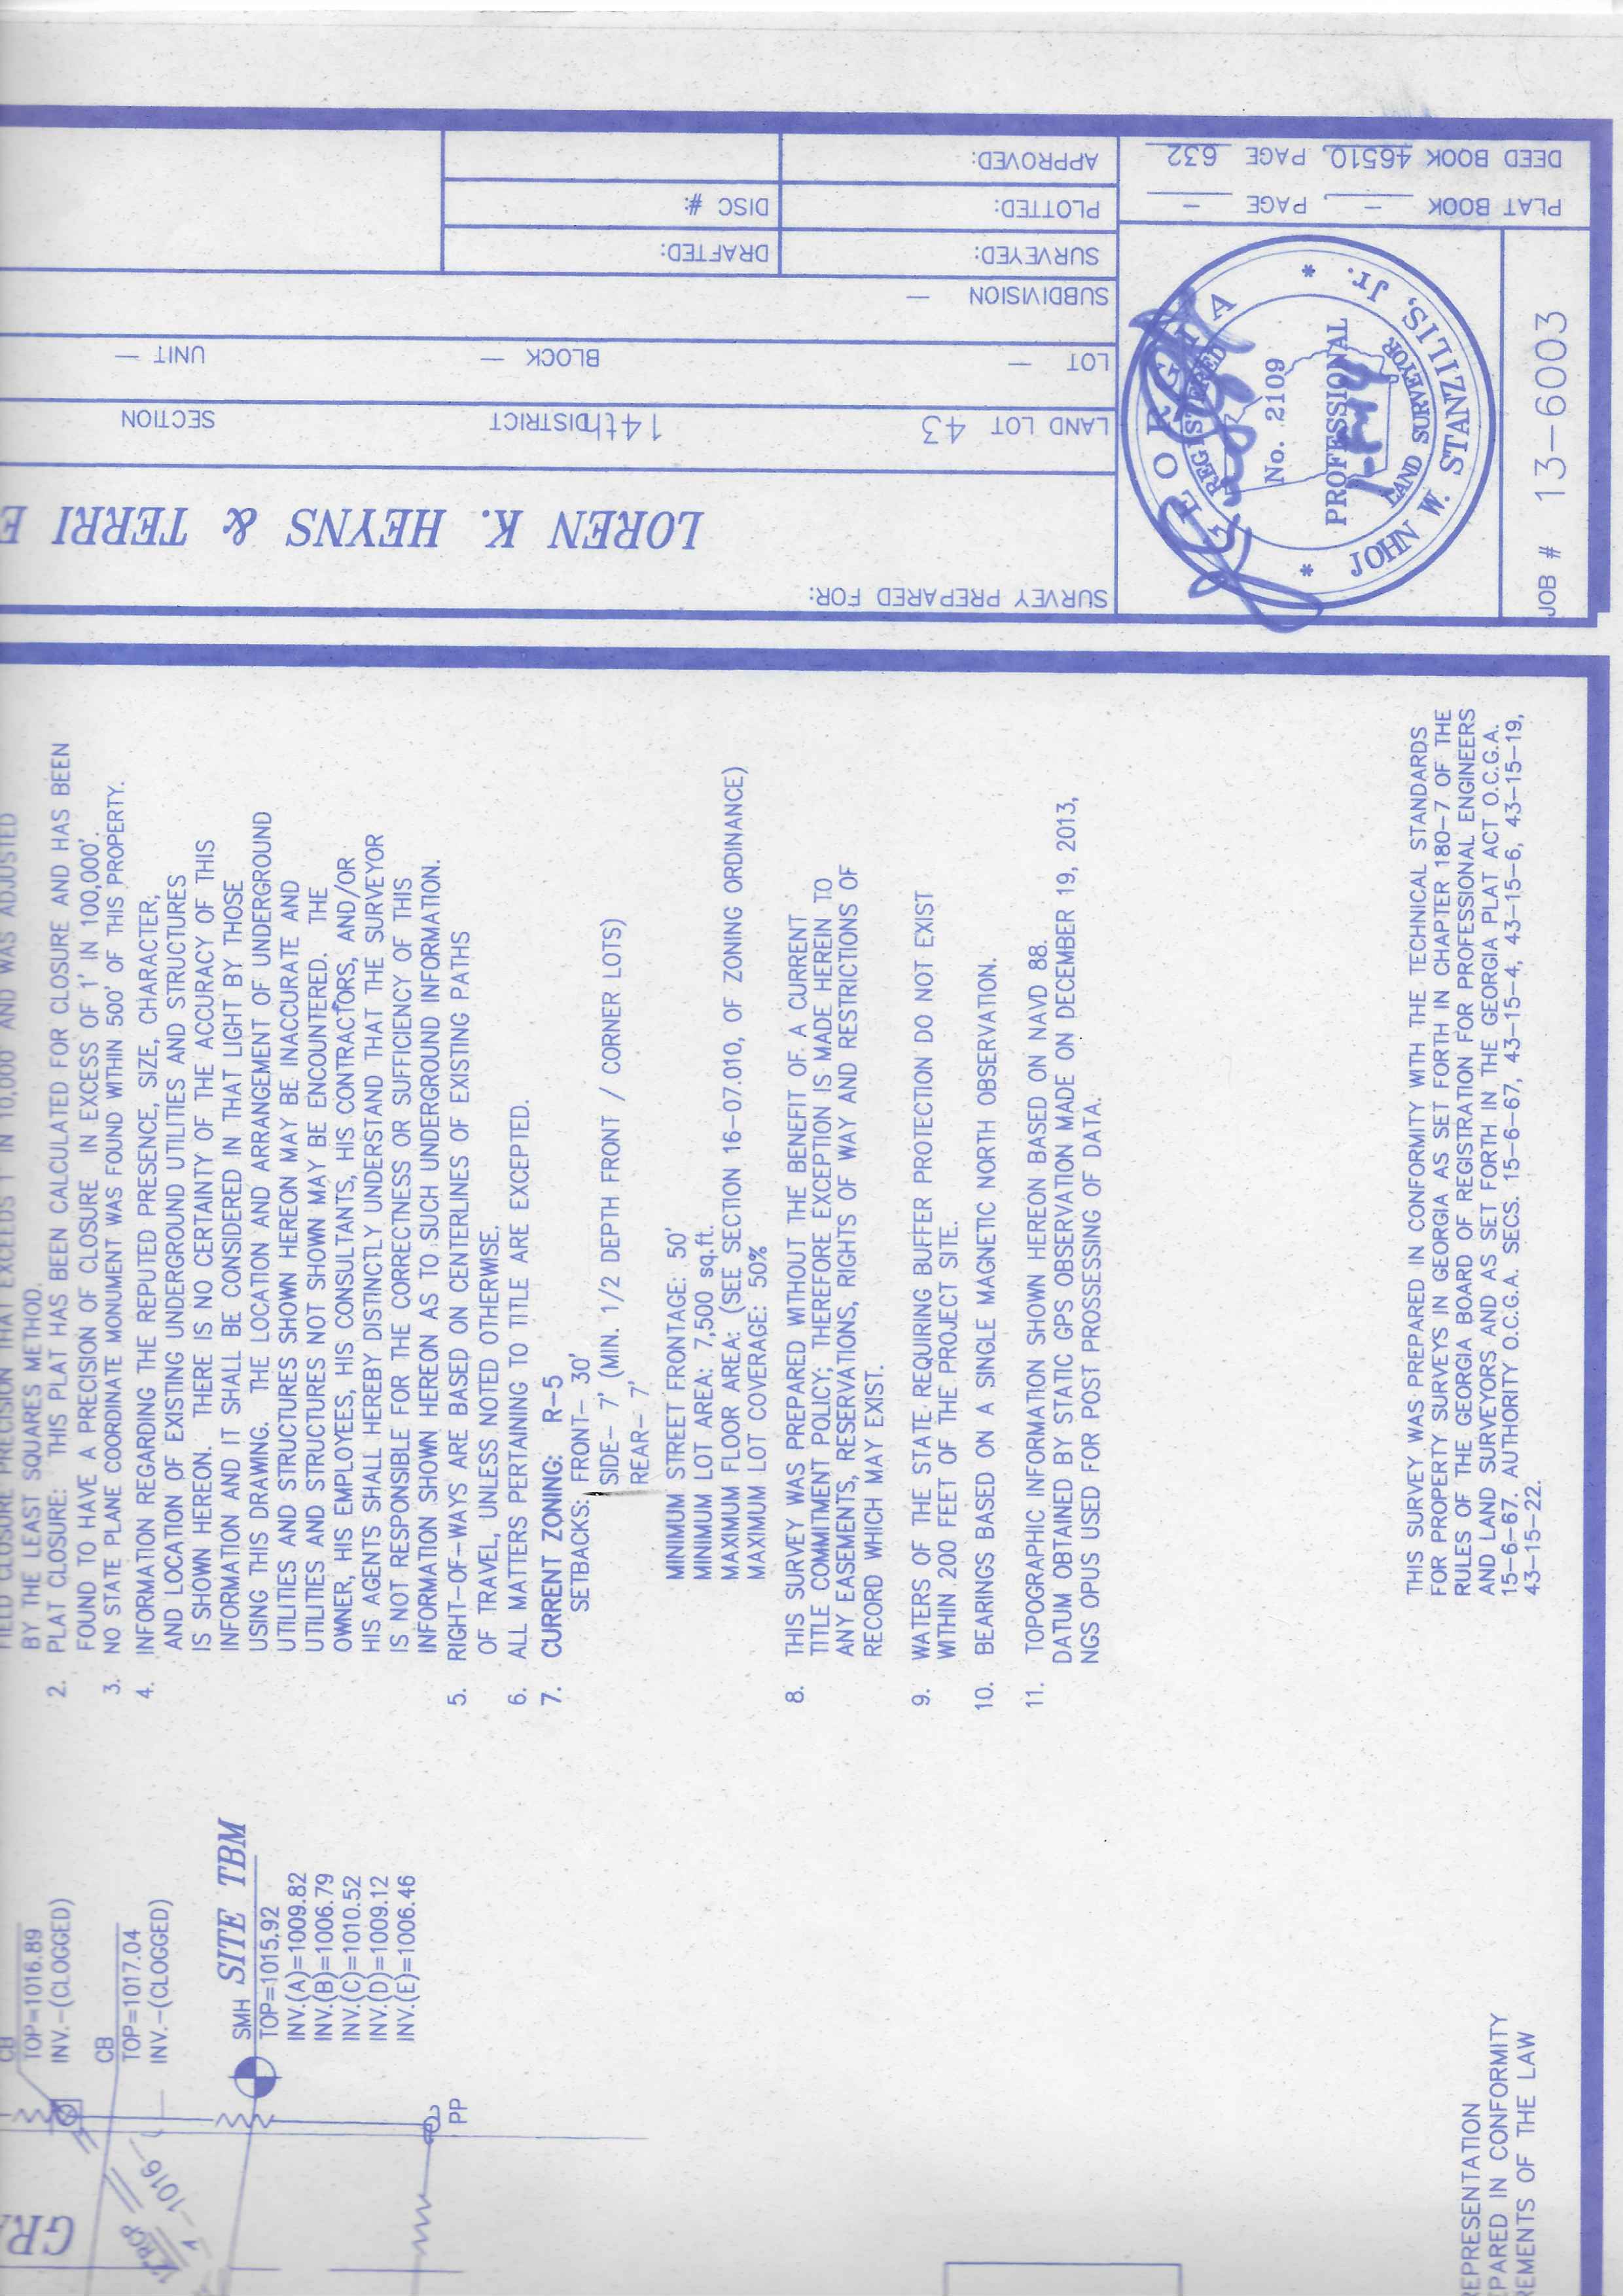 FIELD CLOSURE PRECISION THAT EXCEEDS 1' IN 10,000' AND WAS ADJUSTED
BY THE LEAST SQUARES METHOD.
2. PLAT CLOSURE: THIS PLAT HAS BEEN CALCULATED FOR CLOSURE AND HAS BEEN
FOUND TO HAVE A PRECISION OF CLOSURE IN EXCESS OF 1' IN 100,000'.
3. NO STATE PLANE COORDINATE MONUMENT WAS FOUND WITHIN 500' OF THIS PROPERTY.
4. INFORMATION REGARDING THE REPUTED PRESENCE, SIZE, CHARACTER,
AND LOCATION OF EXISTING UNDERGROUND UTILITIES AND STRUCTURES
IS SHOWN HEREON. THERE IS NO CERTAINTY OF THE ACCURACY OF THIS
INFORMATION AND IT SHALL BE CONSIDERED IN THAT LIGHT BY THOSE
USING THIS DRAWING. THE LOCATION AND ARRANGEMENT OF UNDERGROUND
UTILITIES AND STRUCTURES SHOWN HEREON MAY BE INACCURATE AND
UTILITIES AND STRUCTURES NOT SHOWN MAY BE ENCOUNTERED. THE
OWNER, HIS EMPLOYEES, HIS CONSULTANTS, HIS CONTRACTORS, AND/OR
HIS AGENTS SHALL HEREBY DISTINCTLY UNDERSTAND THAT THE SURVEYOR
IS NOT RESPONSIBLE FOR THE CORRECTNESS OR SUFFICIENCY OF THIS
INFORMATION SHOWN HEREON AS TO SUCH UNDERGROUND INFORMATION.
5. RIGHT-OF-WAYS ARE BASED ON CENTERLINES OF EXISTING PATHS
OF TRAVEL, UNLESS NOTED OTHERWISE.
6. ALL MATTERS PERTAINING TO TITLE ARE EXCEPTED.
7. CURRENT ZONING: R-5
SETBACKS: FRONT- 30'
SIDE- 7' (MIN. 1/2 DEPTH FRONT / CORNER LOTS)
REAR- 7'
MINIMUM STREET FRONTAGE: 50'
MINIMUM LOT AREA: 7,500 sq.ft.
MAXIMUM FLOOR AREA: (SEE SECTION 16-07.010, OF ZONING ORDINANCE)
MAXIMUM LOT COVERAGE: 50%
8. THIS SURVEY WAS PREPARED WITHOUT THE BENEFIT OF A CURRENT
TITLE COMMITMENT POLICY; THEREFORE EXCEPTION IS MADE HEREIN TO
ANY EASEMENTS, RESERVATIONS, RIGHTS OF WAY AND RESTRICTIONS OF
RECORD WHICH MAY EXIST.
9. WATERS OF THE STATE REQUIRING BUFFER PROTECTION DO NOT EXIST
WITHIN 200 FEET OF THE PROJECT SITE.
10. BEARINGS BASED ON A SINGLE MAGNETIC NORTH OBSERVATION.
11. TOPOGRAPHIC INFORMATION SHOWN HEREON BASED ON NAVD 88.
DATUM OBTAINED BY STATIC GPS OBSERVATION MADE ON DECEMBER 19, 2013,
NGS OPUS USED FOR POST PROSSESING OF DATA.
THIS SURVEY WAS PREPARED IN CONFORMITY WITH THE TECHNICAL STANDARDS
FOR PROPERTY SURVEYS IN GEORGIA AS SET FORTH IN CHAPTER 180-7 OF THE
RULES OF THE GEORGIA BOARD OF REGISTRATION FOR PROFESSIONAL ENGINEERS
AND LAND SURVEYORS AND AS SET FORTH IN THE GEORGIA PLAT ACT O.C.G.A.
15-6-67. AUTHORITY O.C.G.A. SECS. 15-6-67, 43-15-4, 43-15-6, 43-15-19,
43-15-22.
CB
TOP=1016.89
INV.-(CLOGGED)
CB
TOP=1017.04
INV.-(CLOGGED)
SMH SITE TBM
TOP=1015.92
INV.(A)=1009.82
INV.(B)=1006.79
INV.(C)=1010.52
INV.(D)=1009.12
INV.(E)=1006.46
PP
1016
RCP
A
GRA
EPRESENTATION
PARED IN CONFORMITY
EMENTS OF THE LAW
SURVEY PREPARED FOR:
LOREN K. HEYNS & TERRI E
LAND LOT 43 14th DISTRICT SECTION
LOT - BLOCK - UNIT -
SUBDIVISION -
SURVEYED: DRAFTED:
PLOTTED: DISC #:
APPROVED:
PLAT BOOK - , PAGE -
DEED BOOK 46510, PAGE 632
GEORGIA
REGISTERED
No. 2109
PROFESSIONAL
LAND SURVEYOR
JOHN W. STANZILIS, Jr.
JOB # 13-6003